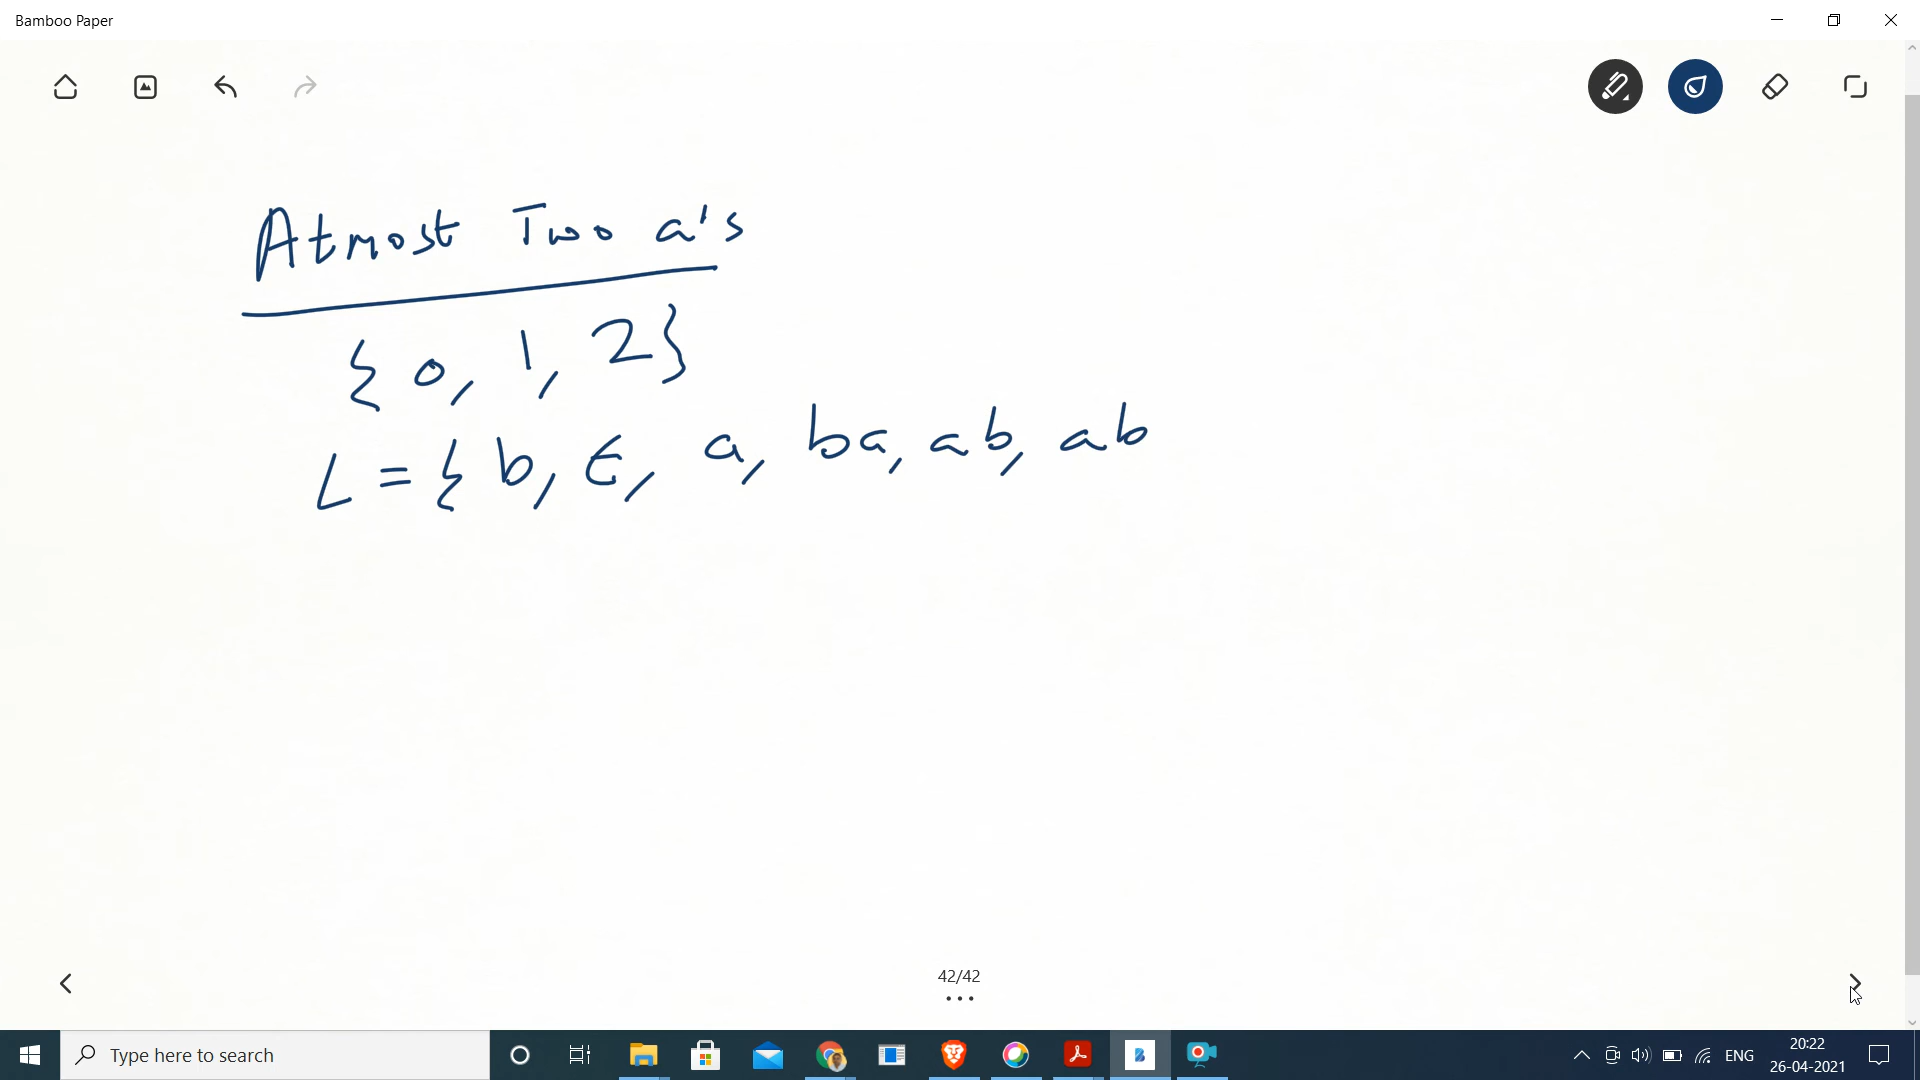 Bamboo Paper
Atmost Two a's
{ 0, 1, 2 }
L = { b, ε, a, ba, ab, ab
42/42
Type here to search
ENG
20:22
26-04-2021